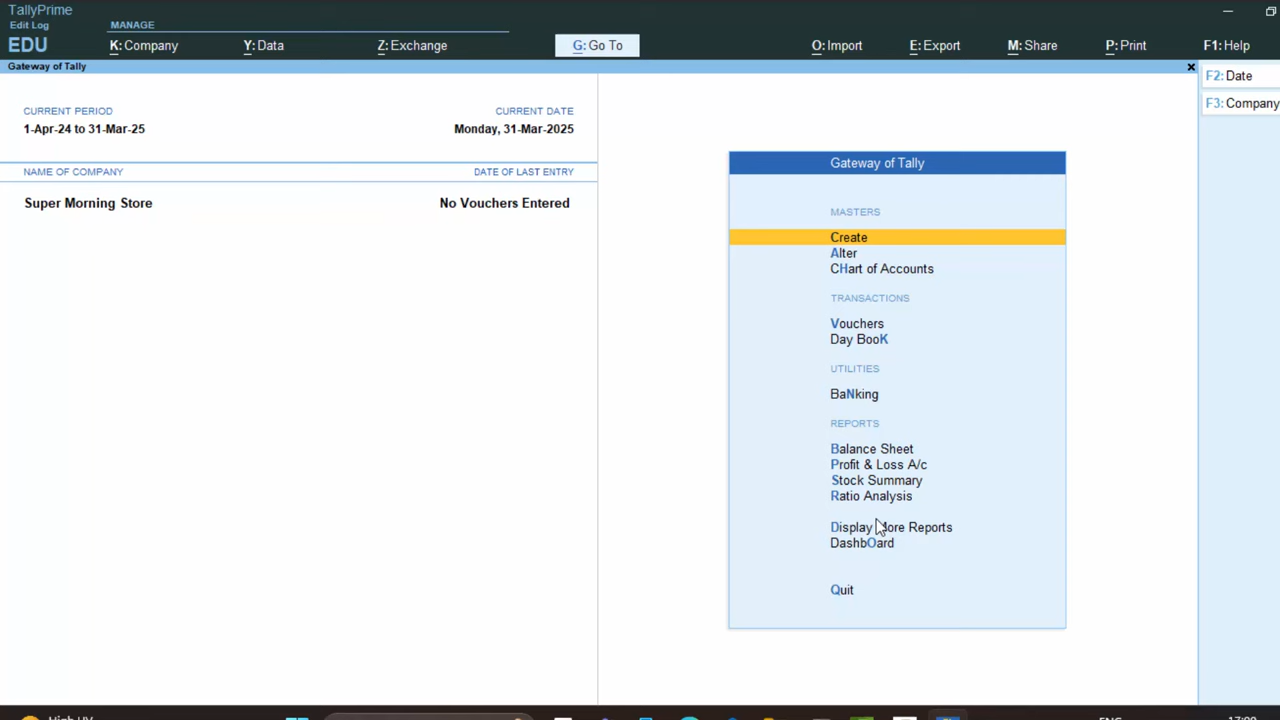 TallyPrime
Edit Log
EDU
MANAGE
K: Company Y: Data Z: Exchange G: Go To O: Import E: Export M: Share P: Print F1: Help
Gateway of Tally
F2: Date
F3: Company
CURRENT PERIOD CURRENT DATE
1-Apr-24 to 31-Mar-25 Monday, 31-Mar-2025
NAME OF COMPANY DATE OF LAST ENTRY
Super Morning Store No Vouchers Entered
Gateway of Tally
MASTERS
Create
Alter
CHart of Accounts
TRANSACTIONS
Vouchers
Day BooK
UTILITIES
BaNking
REPORTS
Balance Sheet
Profit & Loss A/c
Stock Summary
Ratio Analysis
Display More Reports
DashbOard
Quit